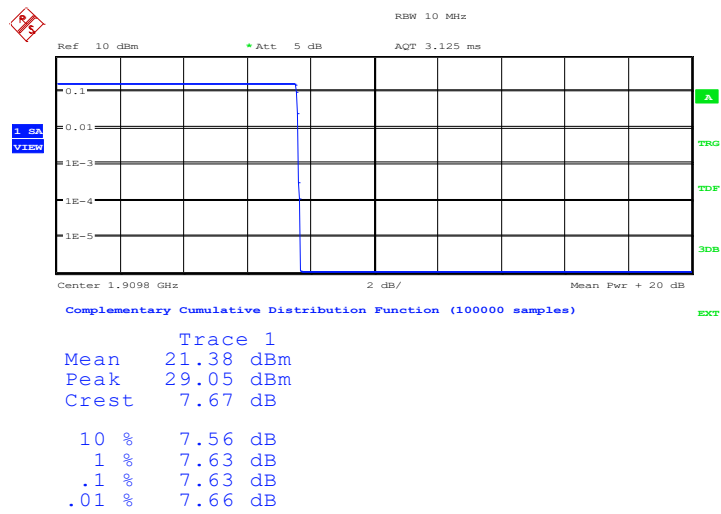 RBW 10 MHz
Ref 10 dBm * Att 5 dB AQT 3.125 ms
R S
0.1
A
0.01
1 SA
VIEW
TRG
1E-3
TDF
1E-4
1E-5
3DB
Center 1.9098 GHz 2 dB/ Mean Pwr + 20 dB
Complementary Cumulative Distribution Function (100000 samples)
EXT
Trace 1
Mean 21.38 dBm
Peak 29.05 dBm
Crest 7.67 dB
10 % 7.56 dB
1 % 7.63 dB
.1 % 7.63 dB
.01 % 7.66 dB